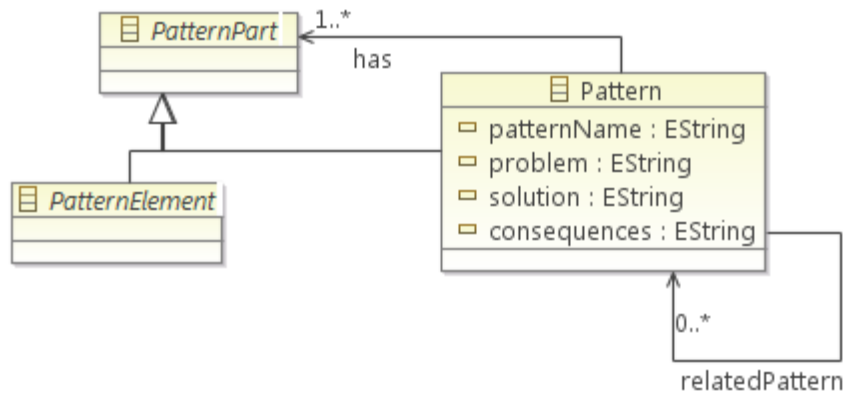 PatternPart
1..*
has
Pattern
patternName : EString
problem : EString
solution : EString
consequences : EString
PatternElement
0..*
relatedPattern